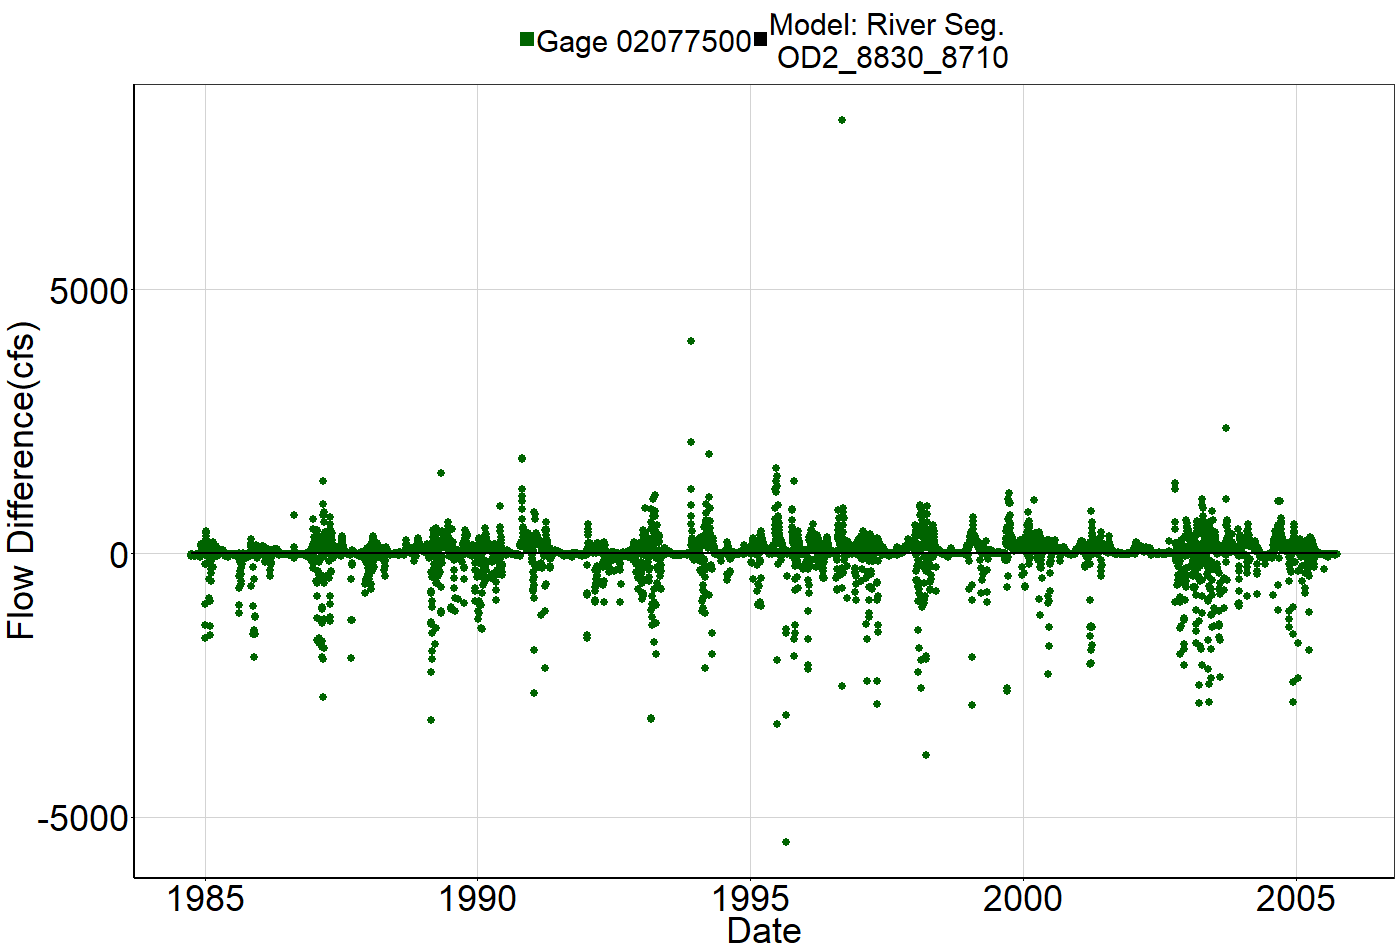 Gage 02077500
Model: River Seg.
OD2_8830_8710
Flow Difference(cfs)
5000
0
-5000
1985
1990
1995
2000
2005
Date